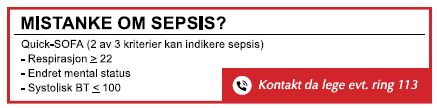 MISTANKE OM SEPSIS?
Quick-SOFA (2 av 3 kriterier kan indikere sepsis)
- Respirasjon ≥ 22
- Endret mental status
- Systolisk BT ≤ 100
Kontakt da lege evt. ring 113